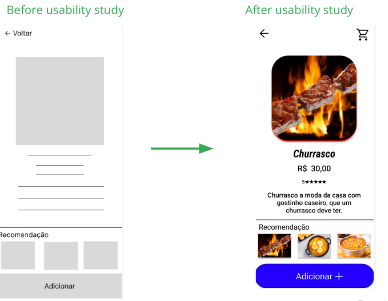 Before usability study
After usability study
← Voltar
Recomendação
Adicionar
←
Churrasco
R$ 30,00
5★★★★★
Churrasco a moda da casa com
gostinho caseiro, que um
churrasco deve ter.
Recomendação
Adicionar +